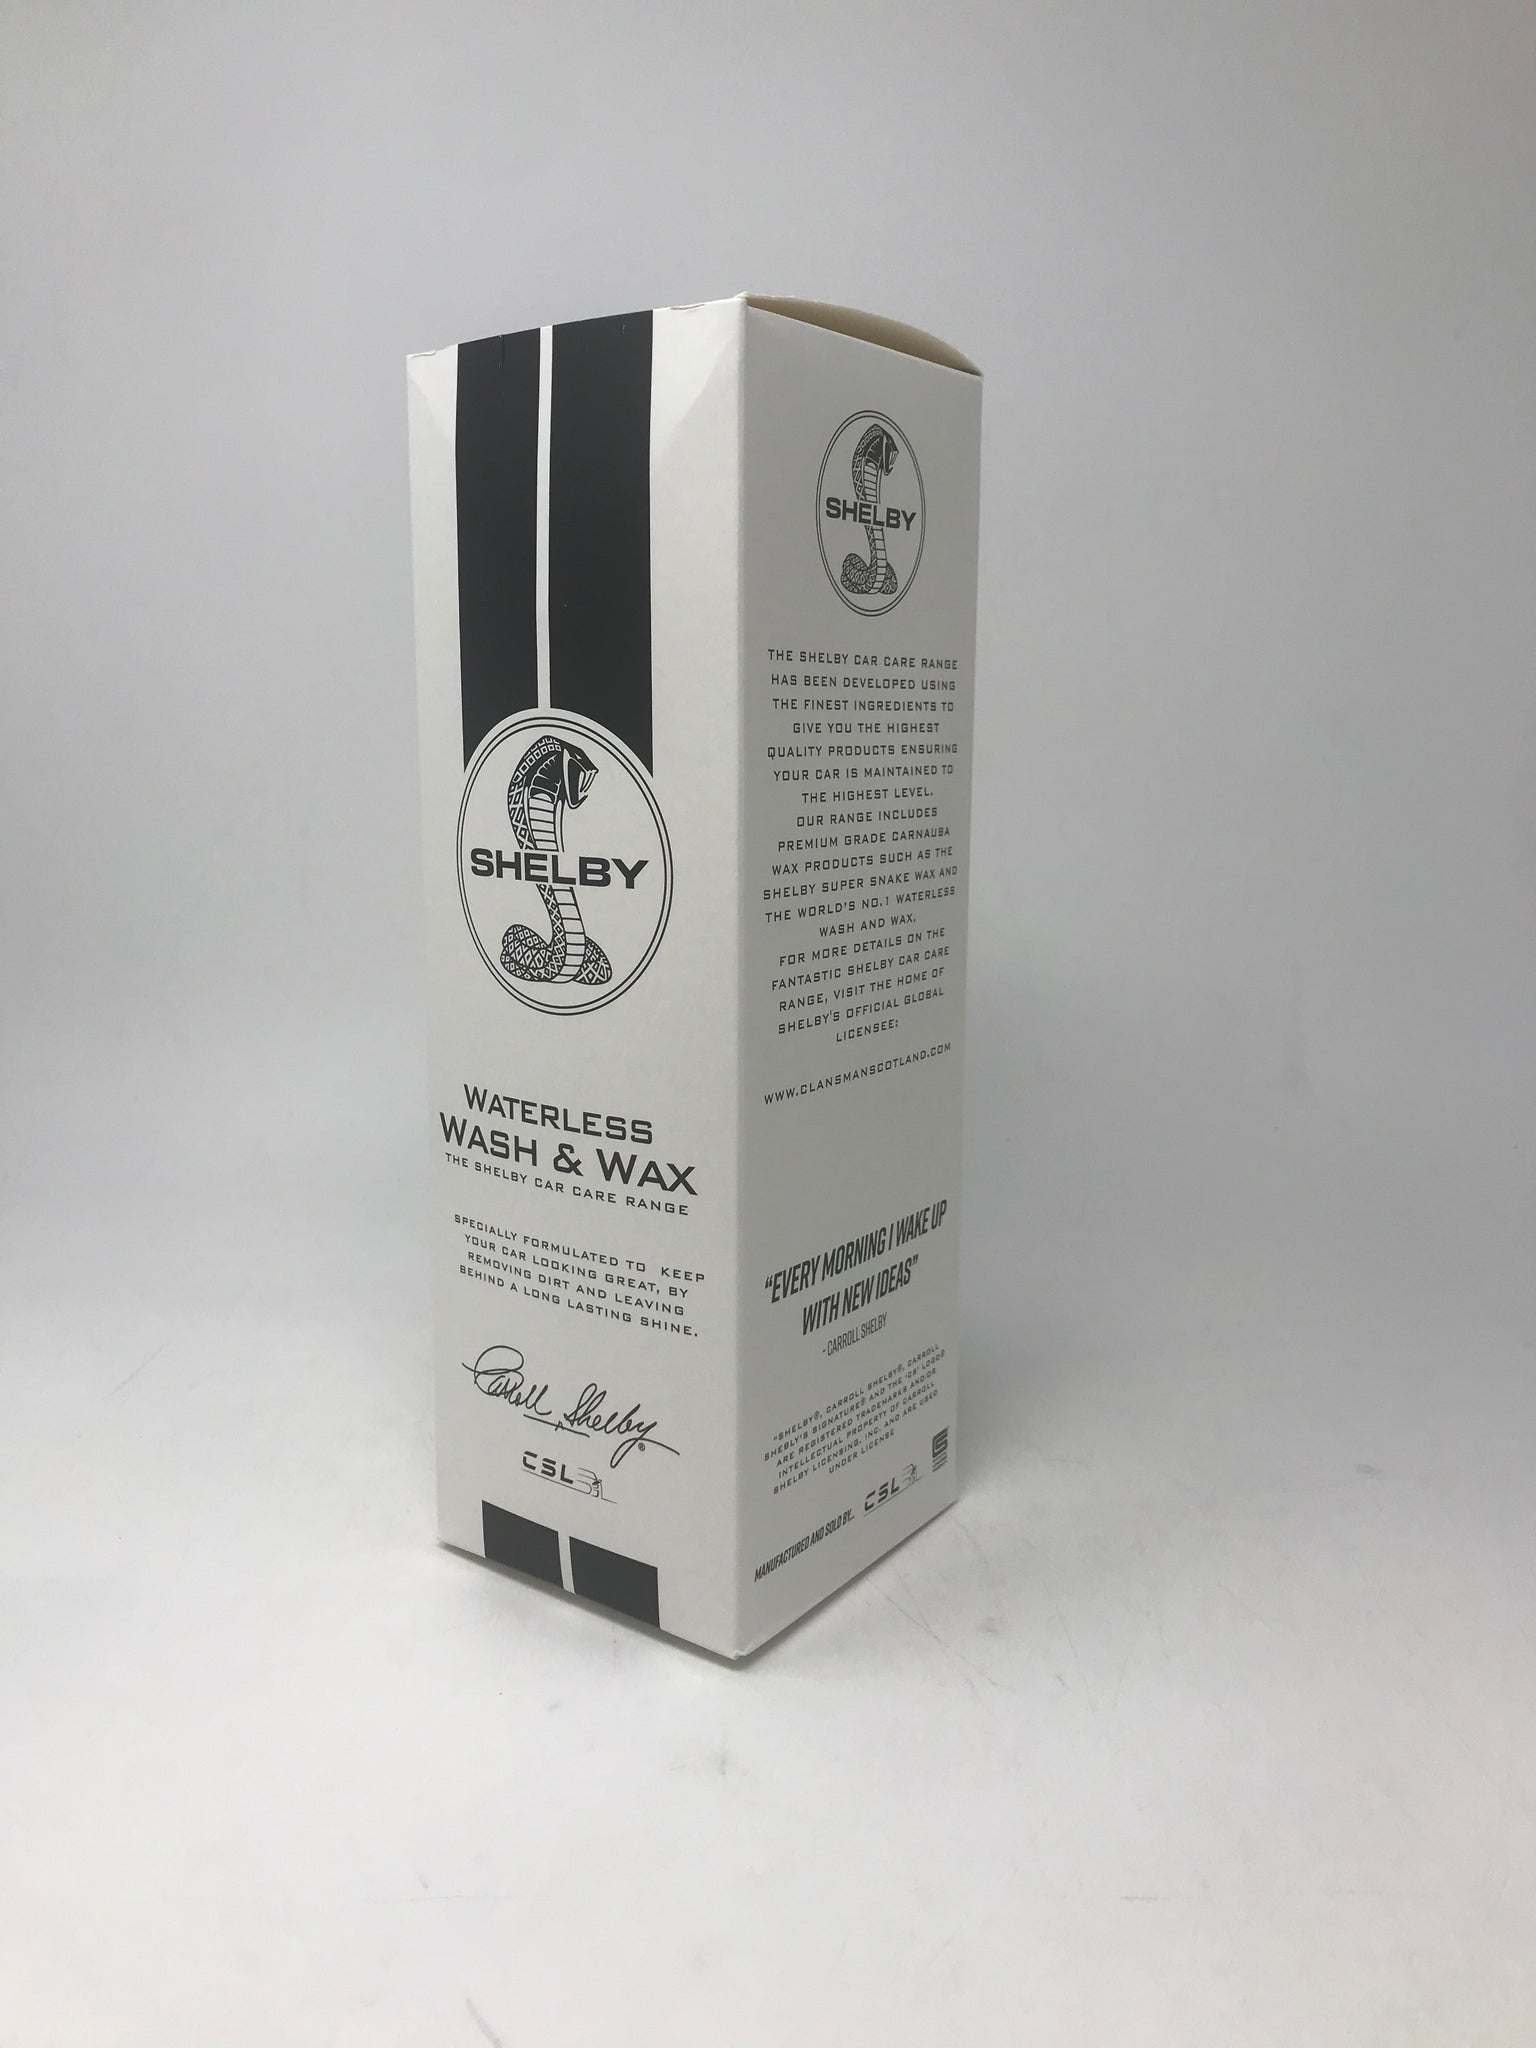 SHELBY
WATERLESS
WASH & WAX
THE SHELBY CAR CARE RANGE
SPECIALLY FORMULATED TO KEEP
YOUR CAR LOOKING GREAT, BY
REMOVING DIRT AND LEAVING
BEHIND A LONG LASTING SHINE.
Carroll Shelby®
CSL
SHELBY
THE SHELBY CAR CARE RANGE
HAS BEEN DEVELOPED USING
THE FINEST INGREDIENTS TO
GIVE YOU THE HIGHEST
QUALITY PRODUCTS ENSURING
YOUR CAR IS MAINTAINED TO
THE HIGHEST LEVEL.
OUR RANGE INCLUDES
PREMIUM GRADE CARNAUBA
WAX PRODUCTS SUCH AS THE
SHELBY SUPER SNAKE WAX AND
THE WORLD'S NO.1 WATERLESS
WASH AND WAX.
FOR MORE DETAILS ON THE
FANTASTIC SHELBY CAR CARE
RANGE, VISIT THE HOME OF
SHELBY'S OFFICIAL GLOBAL
LICENSEE:
WWW.CLANSMANSCOTLAND.COM
“EVERY MORNING I WAKE UP
WITH NEW IDEAS”
- CARROLL SHELBY
"SHELBY®, CARROLL SHELBY®, CARROLL
SHEBLY'S SIGNATURE® AND THE 'CS' LOGO®
ARE REGISTERED TRADEMARKS AND/OR
INTELLECTUAL PROPERTY OF CARROLL
SHELBY LICENSING, INC. AND ARE USED
UNDER LICENSE
MANUFACTURED AND SOLD BY... CSL